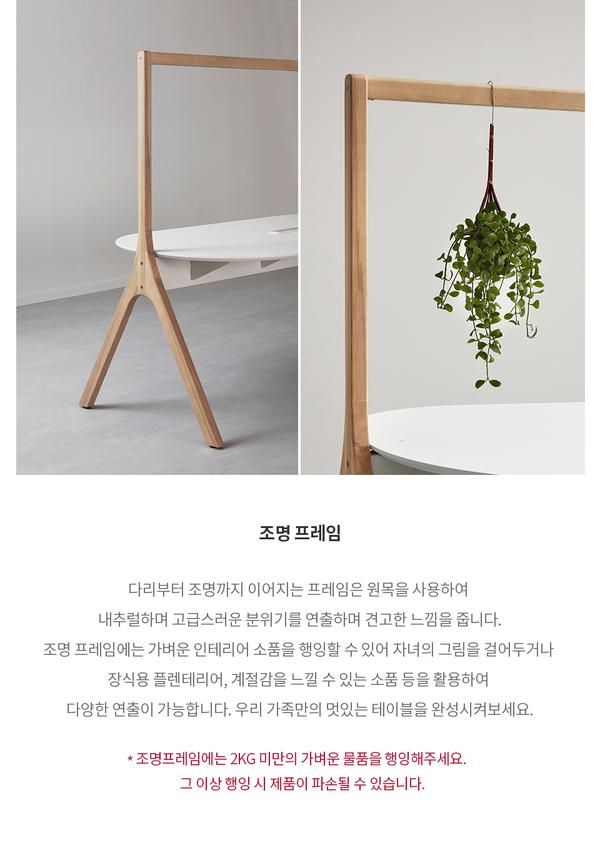 조명 프레임
다리부터 조명까지 이어지는 프레임은 원목을 사용하여
내추럴하며 고급스러운 분위기를 연출하며 견고한 느낌을 줍니다.
조명 프레임에는 가벼운 인테리어 소품을 행잉할 수 있어 자녀의 그림을 걸어두거나
장식용 플렌테리어, 계절감을 느낄 수 있는 소품 등을 활용하여
다양한 연출이 가능합니다. 우리 가족만의 멋있는 테이블을 완성시켜보세요.
* 조명프레임에는 2KG 미만의 가벼운 물품을 행잉해주세요.
그 이상 행잉 시 제품이 파손될 수 있습니다.